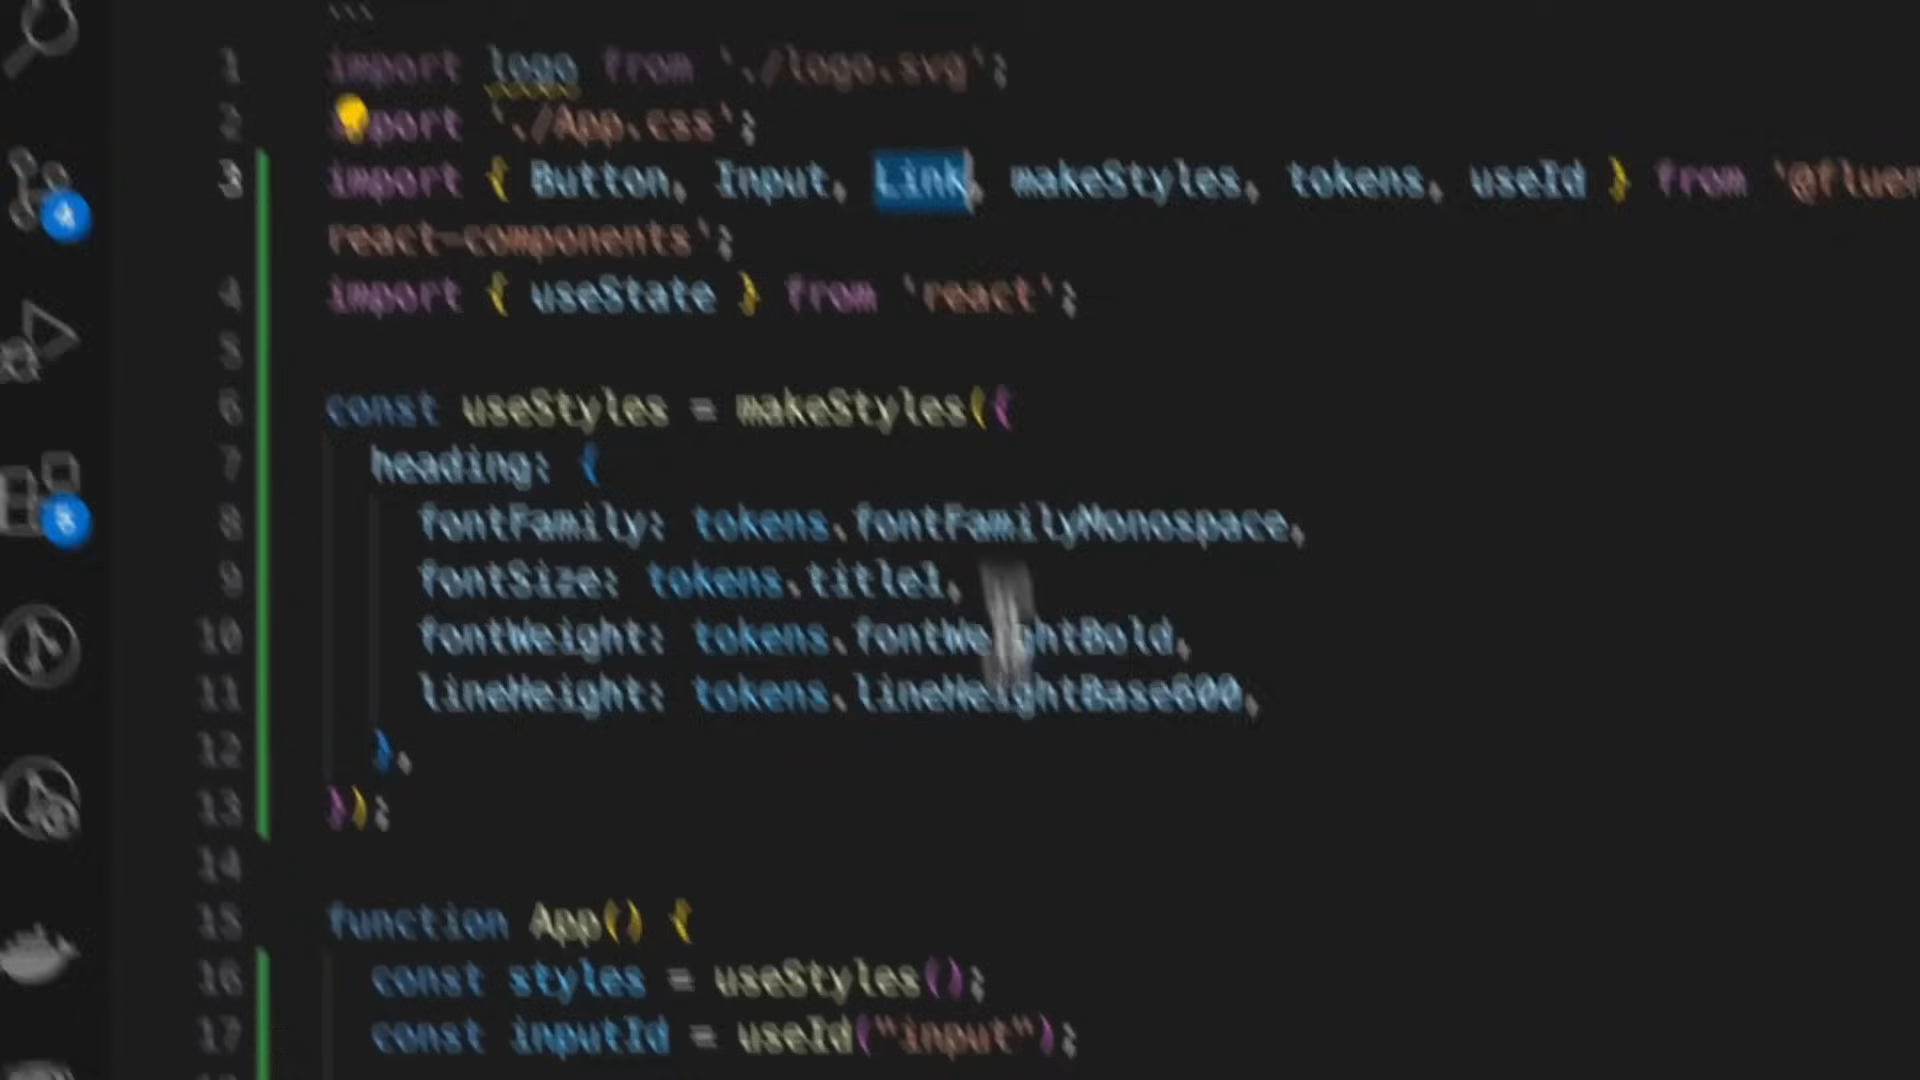 1 import logo from './logo.svg';
2 import './App.css';
3 import { Button, Input, Link, makeStyles, tokens, useId } from '@fluen
react-components';
4 import { useState } from 'react';
5
6 const useStyles = makeStyles({
7 heading: {
8 fontFamily: tokens.fontFamilyMonospace,
9 fontSize: tokens.title1,
10 fontWeight: tokens.fontWeightBold,
11 lineHeight: tokens.lineHeightBase600,
12 },
13 });
14
15 function App() {
16 const styles = useStyles();
17 const inputId = useId("input");